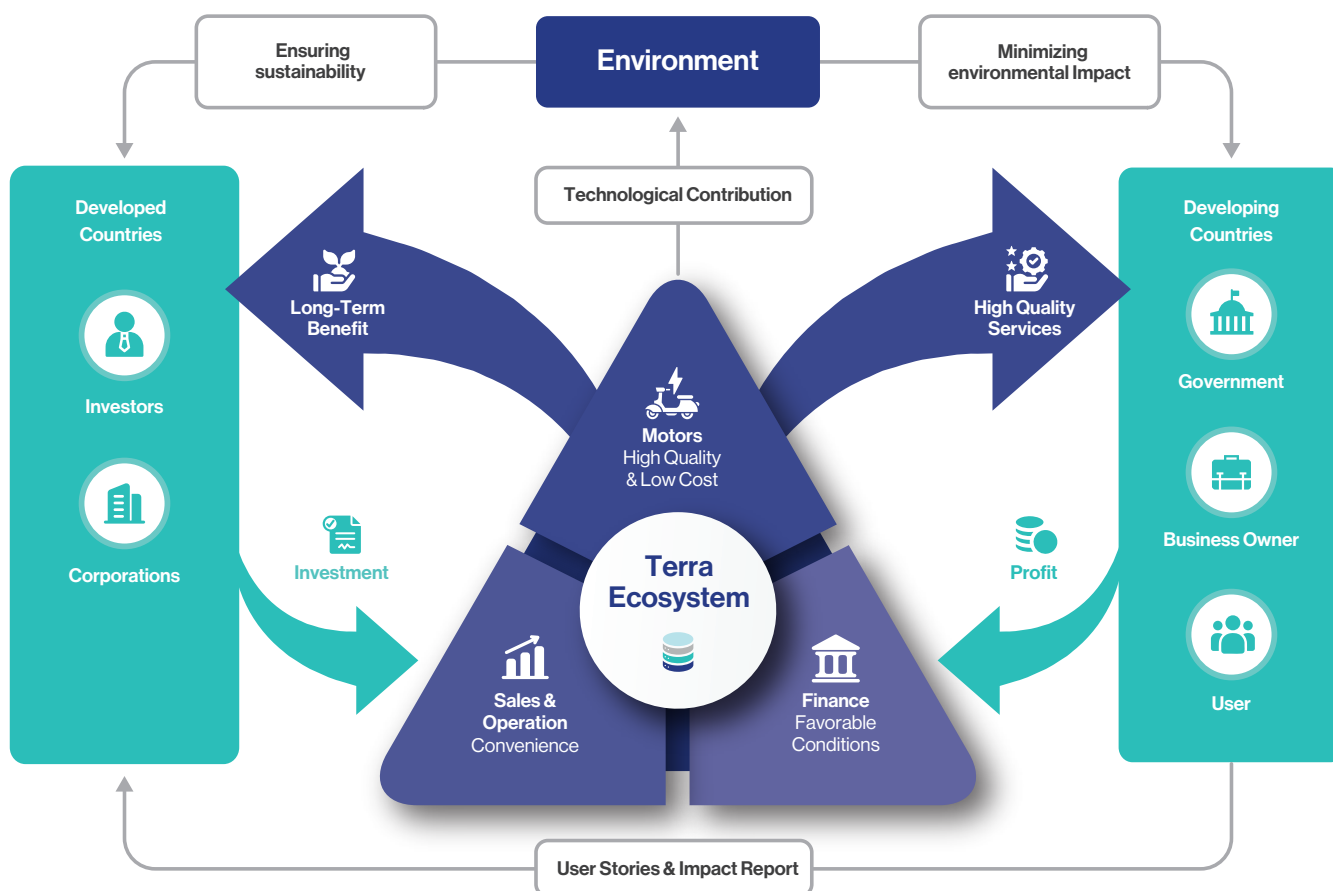 Ensuring
sustainability
Environment
Minimizing
environmental Impact
Technological Contribution
Developed
Countries
Investors
Corporations
Long-Term
Benefit
High Quality
Services
Developing
Countries
Government
Business Owner
User
Motors
High Quality
& Low Cost
Investment
Profit
Terra
Ecosystem
Sales &
Operation
Convenience
Finance
Favorable
Conditions
User Stories & Impact Report